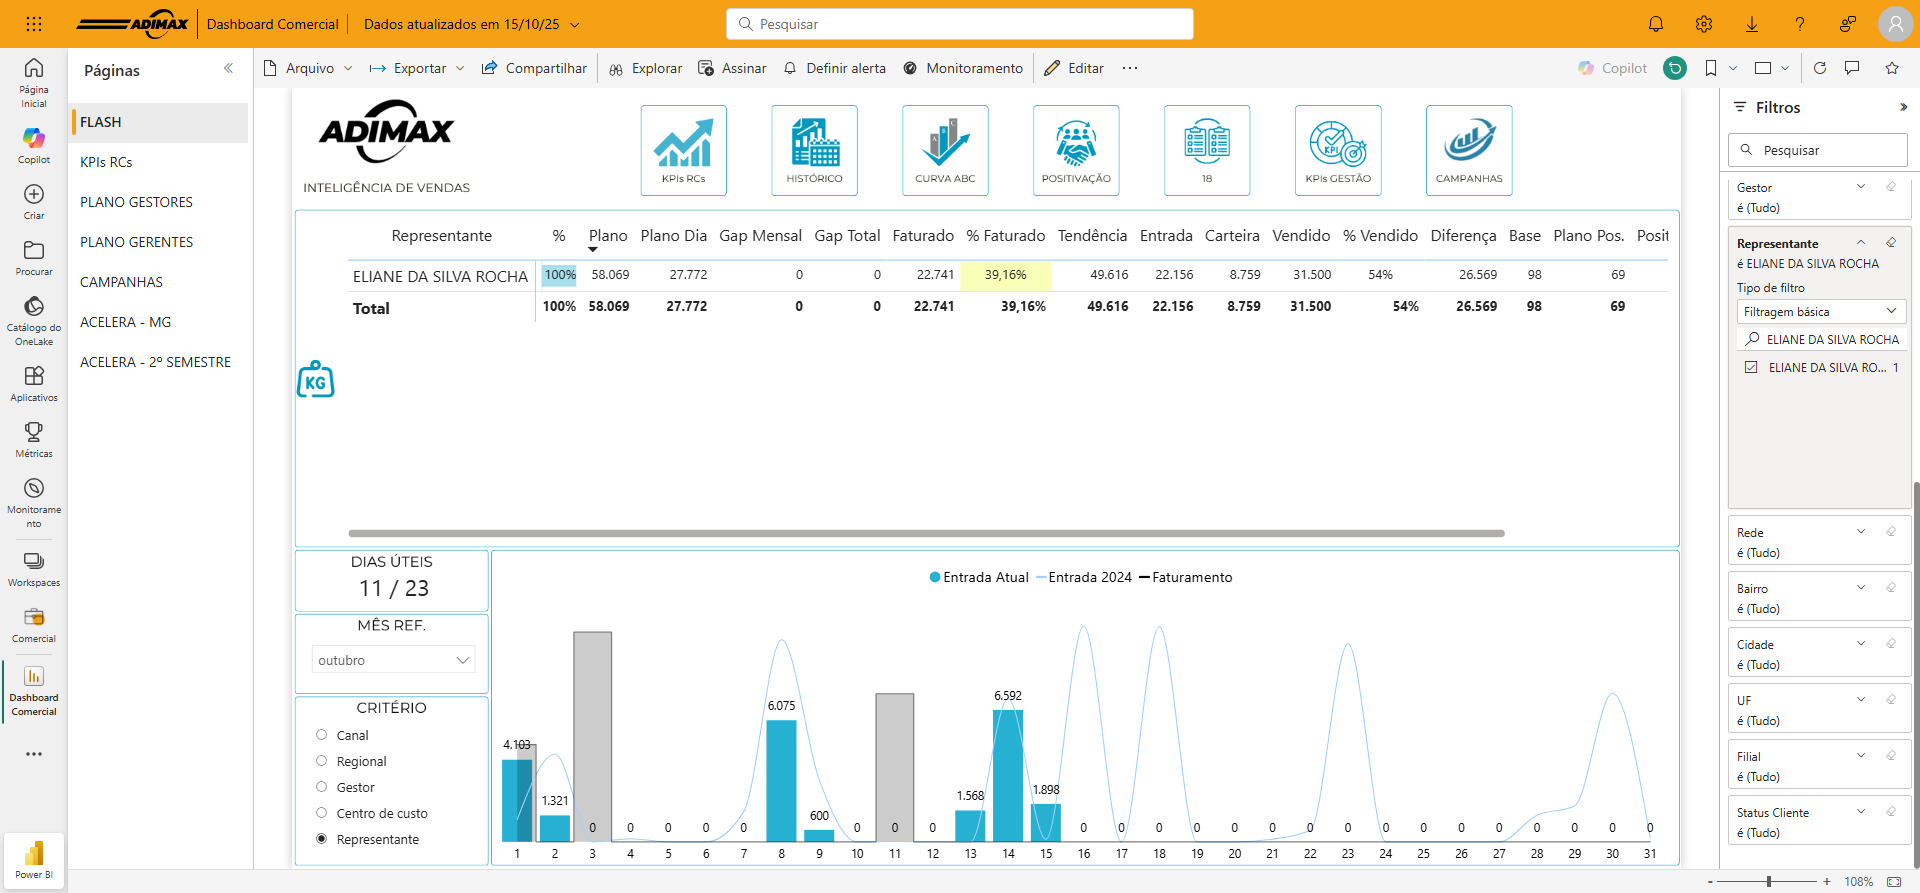 ADIMAX Dashboard Comercial Dados atualizados em 15/10/25 Pesquisar
Página Inicial
Copilot
Criar
Procurar
Catálogo do OneLake
Aplicativos
Métricas
Monitoramento
Workspaces
Comercial
Dashboard Comercial
Power BI
Páginas
FLASH
KPIs RCs
PLANO GESTORES
PLANO GERENTES
CAMPANHAS
ACELERA - MG
ACELERA - 2º SEMESTRE
Arquivo Exportar Compartilhar Explorar Assinar Definir alerta Monitoramento Editar Copilot
ADIMAX
INTELIGÊNCIA DE VENDAS
KPIs RCs HISTÓRICO CURVA ABC POSITIVAÇÃO 18 KPIs GESTÃO CAMPANHAS
Representante % Plano Plano Dia Gap Mensal Gap Total Faturado % Faturado Tendência Entrada Carteira Vendido % Vendido Diferença Base Plano Pos. Posit
ELIANE DA SILVA ROCHA 100% 58.069 27.772 0 0 22.741 39,16% 49.616 22.156 8.759 31.500 54% 26.569 98 69
Total 100% 58.069 27.772 0 0 22.741 39,16% 49.616 22.156 8.759 31.500 54% 26.569 98 69
KG
DIAS ÚTEIS
11 / 23
MÊS REF.
outubro
CRITÉRIO
Canal
Regional
Gestor
Centro de custo
Representante
Entrada Atual Entrada 2024 Faturamento
4.103 1.321 0 0 0 0 0 6.075 600 0 0 0 1.568 6.592 1.898 0 0 0 0 0 0 0 0 0 0 0 0 0 0 0 0
1 2 3 4 5 6 7 8 9 10 11 12 13 14 15 16 17 18 19 20 21 22 23 24 25 26 27 28 29 30 31
Filtros
Pesquisar
Gestor
é (Tudo)
Representante
é ELIANE DA SILVA ROCHA
Tipo de filtro
Filtragem básica
ELIANE DA SILVA ROCHA
ELIANE DA SILVA RO... 1
Rede
é (Tudo)
Bairro
é (Tudo)
Cidade
é (Tudo)
UF
é (Tudo)
Filial
é (Tudo)
Status Cliente
é (Tudo)
- + 108%